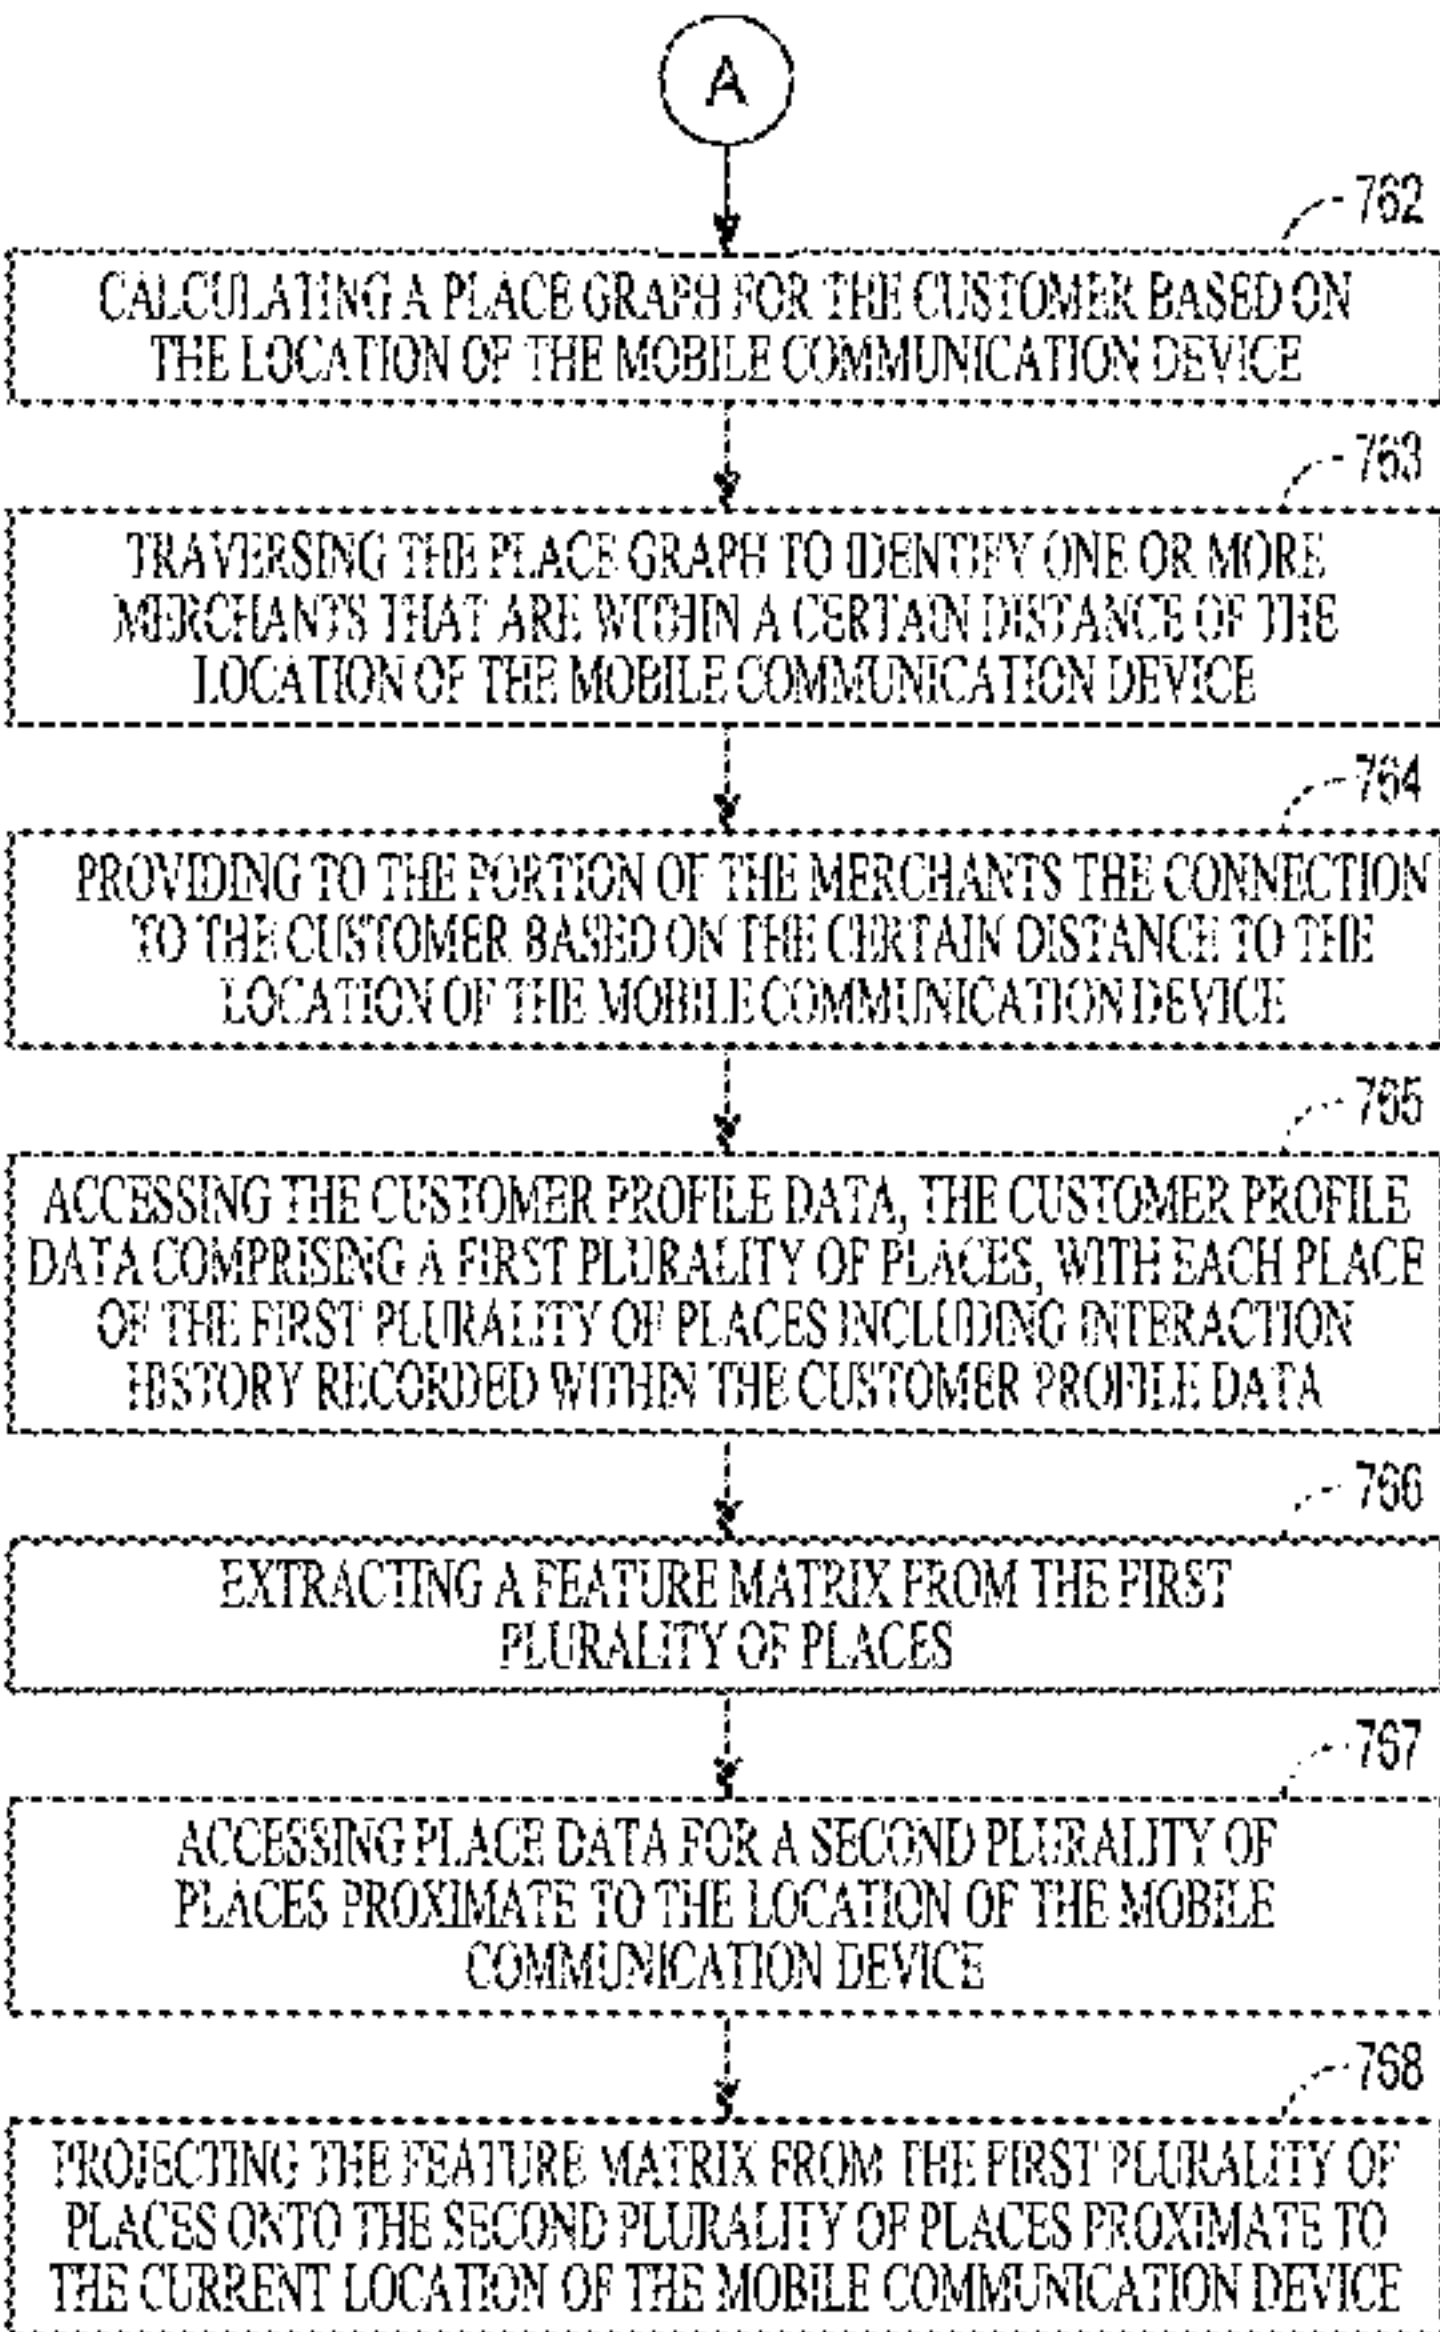 A
762
CALCULATING A PLACE GRAPH FOR THE CUSTOMER BASED ON
THE LOCATION OF THE MOBILE COMMUNICATION DEVICE
763
TRAVERSING THE PLACE GRAPH TO IDENTIFY ONE OR MORE
MERCHANTS THAT ARE WITHIN A CERTAIN DISTANCE OF THE
LOCATION OF THE MOBILE COMMUNICATION DEVICE
764
PROVIDING TO THE PORTION OF THE MERCHANTS THE CONNECTION
TO THE CUSTOMER BASED ON THE CERTAIN DISTANCE TO THE
LOCATION OF THE MOBILE COMMUNICATION DEVICE
765
ACCESSING THE CUSTOMER PROFILE DATA, THE CUSTOMER PROFILE
DATA COMPRISING A FIRST PLURALITY OF PLACES, WITH EACH PLACE
OF THE FIRST PLURALITY OF PLACES INCLUDING INTERACTION
HISTORY RECORDED WITHIN THE CUSTOMER PROFILE DATA
766
EXTRACTING A FEATURE MATRIX FROM THE FIRST
PLURALITY OF PLACES
767
ACCESSING PLACE DATA FOR A SECOND PLURALITY OF
PLACES PROXIMATE TO THE LOCATION OF THE MOBILE
COMMUNICATION DEVICE
768
PROJECTING THE FEATURE MATRIX FROM THE FIRST PLURALITY OF
PLACES ONTO THE SECOND PLURALITY OF PLACES PROXIMATE TO
THE CURRENT LOCATION OF THE MOBILE COMMUNICATION DEVICE